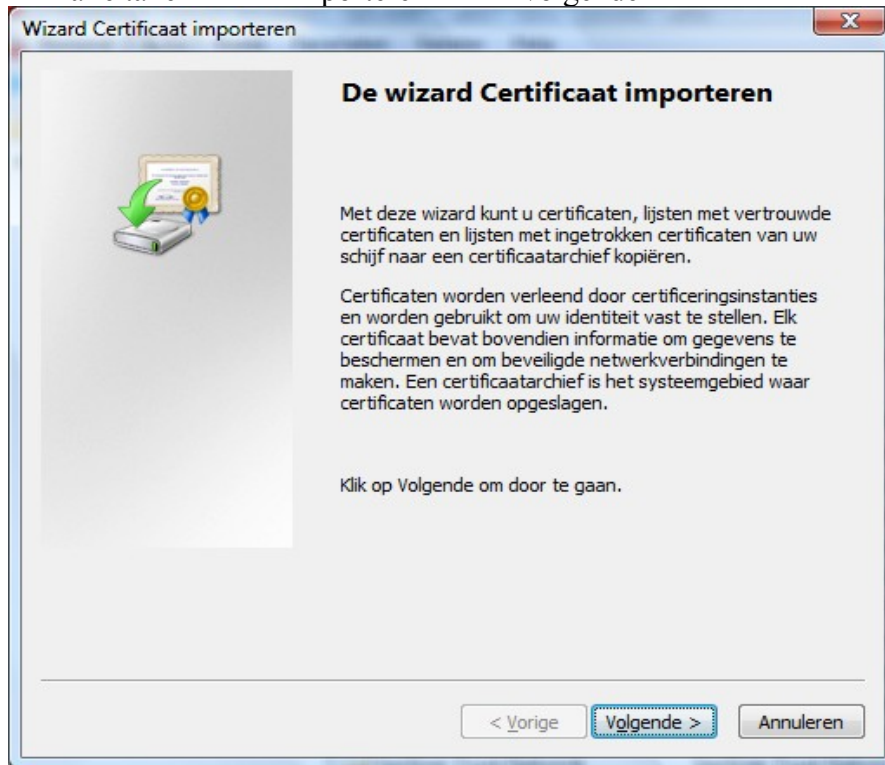 Wizard Certificaat importeren
De wizard Certificaat importeren
Met deze wizard kunt u certificaten, lijsten met vertrouwde
certificaten en lijsten met ingetrokken certificaten van uw
schijf naar een certificaatarchief kopiëren.
Certificaten worden verleend door certificeringsinstanties
en worden gebruikt om uw identiteit vast te stellen. Elk
certificaat bevat bovendien informatie om gegevens te
beschermen en om beveiligde netwerkverbindingen te
maken. Een certificaatarchief is het systeemgebied waar
certificaten worden opgeslagen.
Klik op Volgende om door te gaan.
< Vorige Volgende > Annuleren